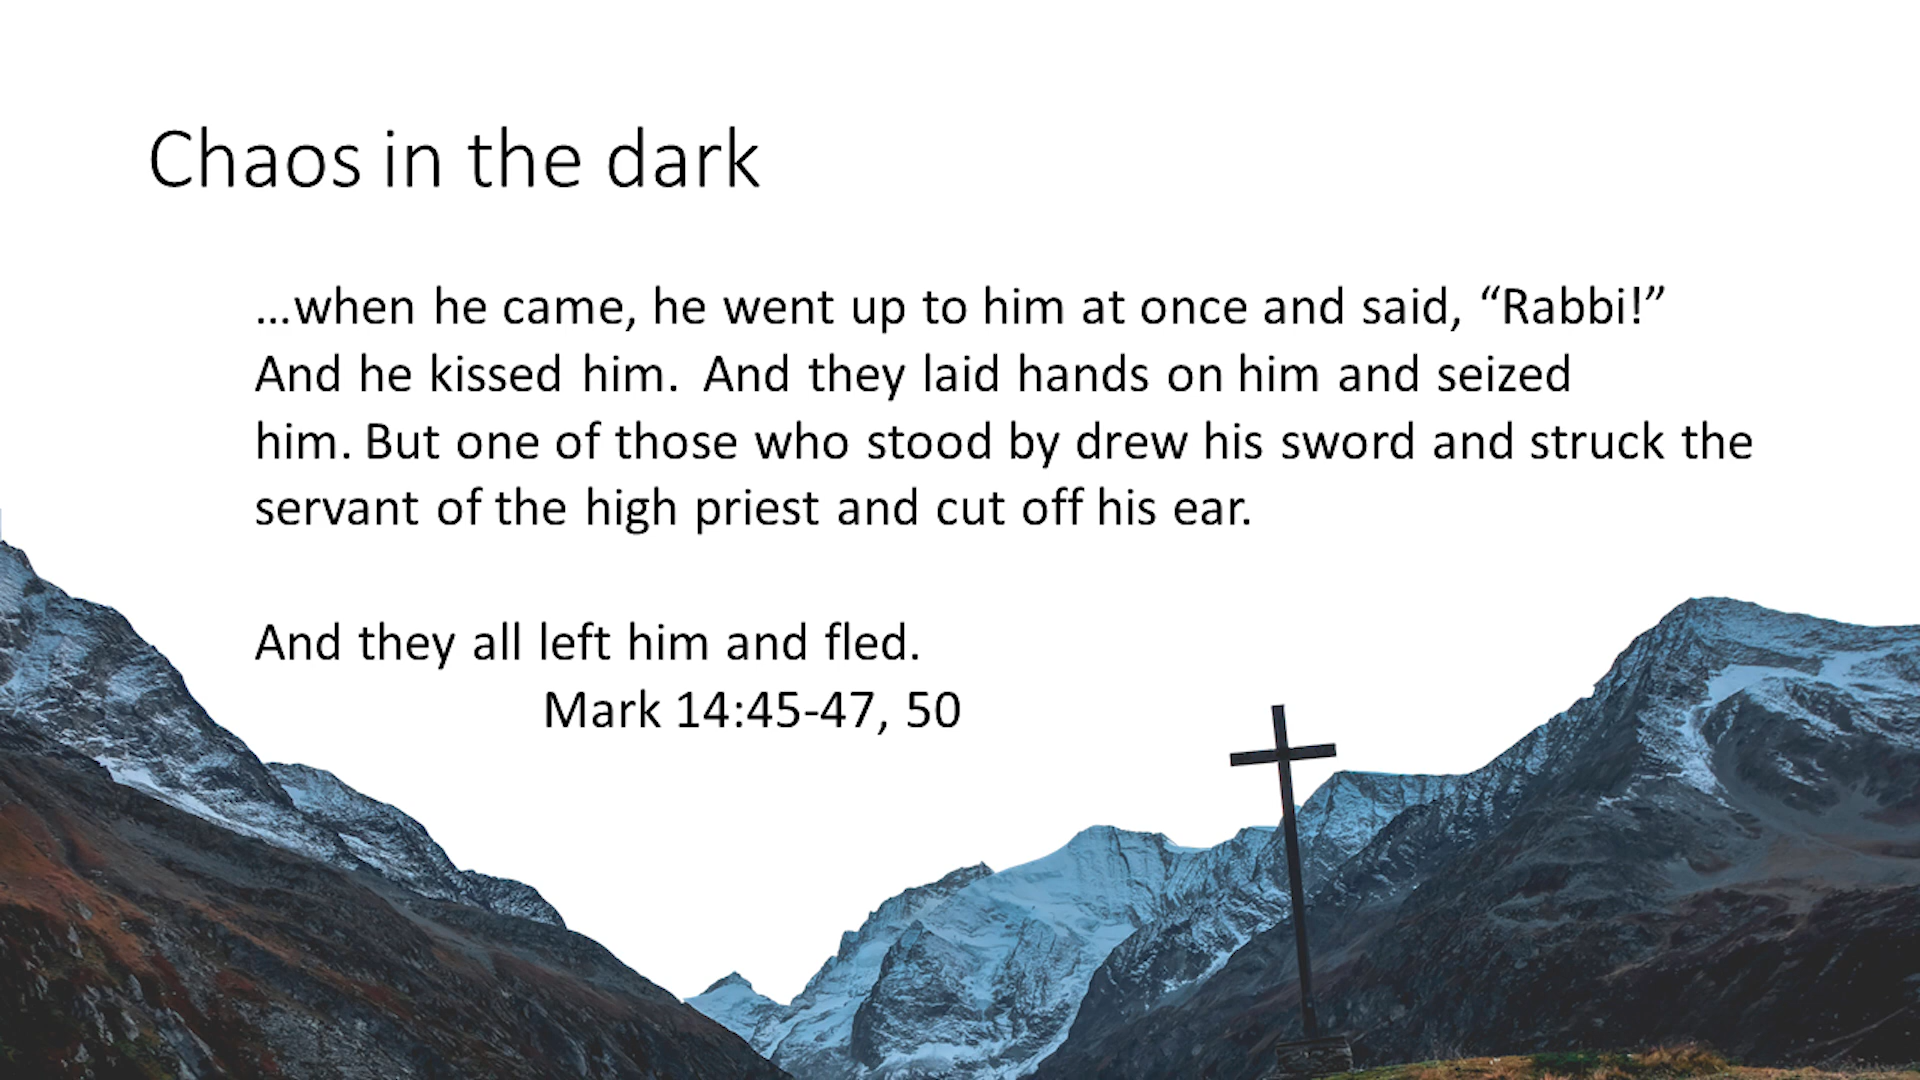 Chaos in the dark
…when he came, he went up to him at once and said, “Rabbi!”
And he kissed him.  And they laid hands on him and seized
him. But one of those who stood by drew his sword and struck the
servant of the high priest and cut off his ear.
And they all left him and fled.
Mark 14:45-47, 50